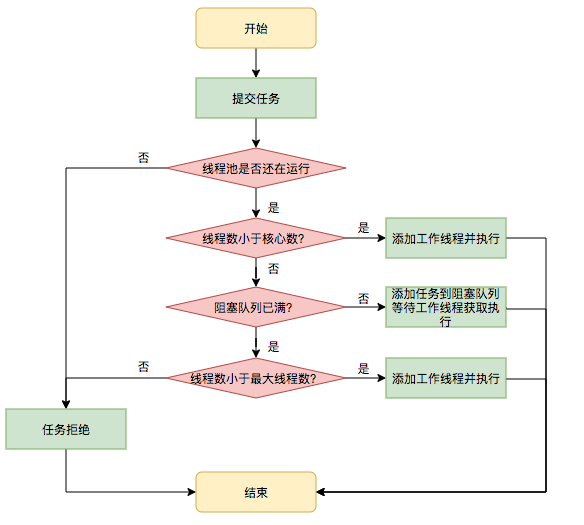 开始
提交任务
否
线程池是否还在运行
是
线程数小于核心数?
是
添加工作线程并执行
否
阻塞队列已满?
否
添加任务到阻塞队列
等待工作线程获取执
行
是
否
线程数小于最大线程数?
是
添加工作线程并执行
任务拒绝
结束